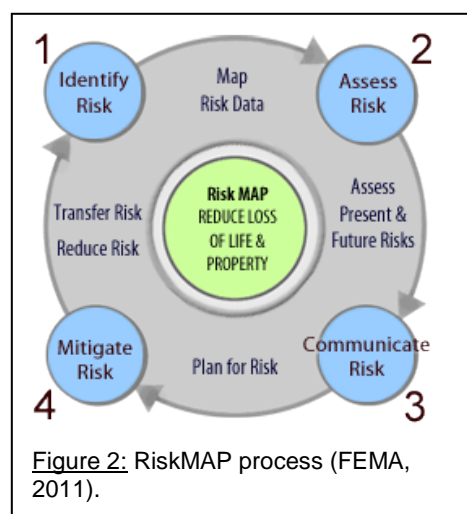 1
Identify
Risk
Map
Risk Data
2
Assess
Risk
Transfer Risk
Reduce Risk
Risk MAP
REDUCE LOSS
OF LIFE &
PROPERTY
Assess
Present &
Future Risks
Mitigate
Risk
4
Plan for Risk
Communicate
Risk
3
Figure 2: RiskMAP process (FEMA,
2011).